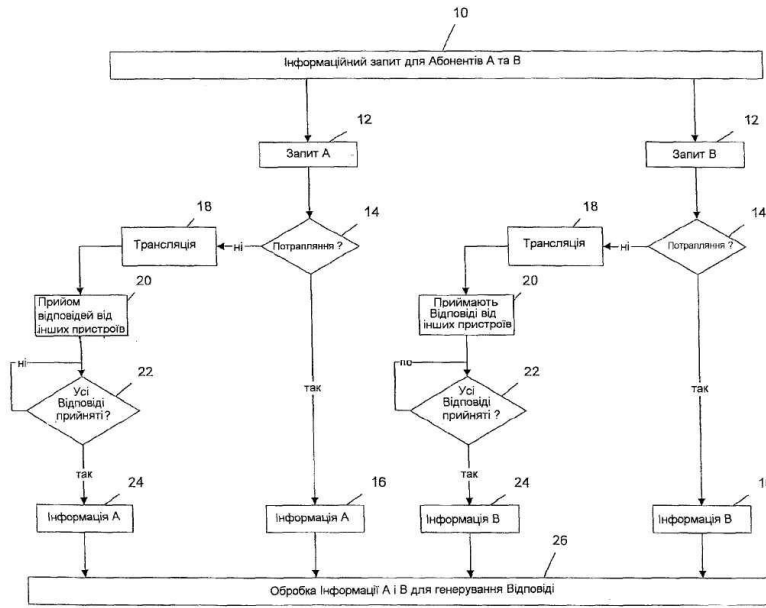 10
Інформаційний запит для Абонентів А та В
12
12
Запит А
Запит В
18
14
18
14
Трансляція
ні
Потрапляння ?
Трансляція
ні
Потрапляння ?
20
20
Прийом
відповідей від
інших пристроїв
Приймають
Відповіді від
інших пристроїв
ні
22
так
по
22
так
Усі
Відповіді
прийняті ?
Усі
Відповіді
прийняті ?
так
так
24
16
24
Інформація А
Інформація А
Інформація В
Інформація В
26
Обробка Інформації А і В для генерування Відповіді